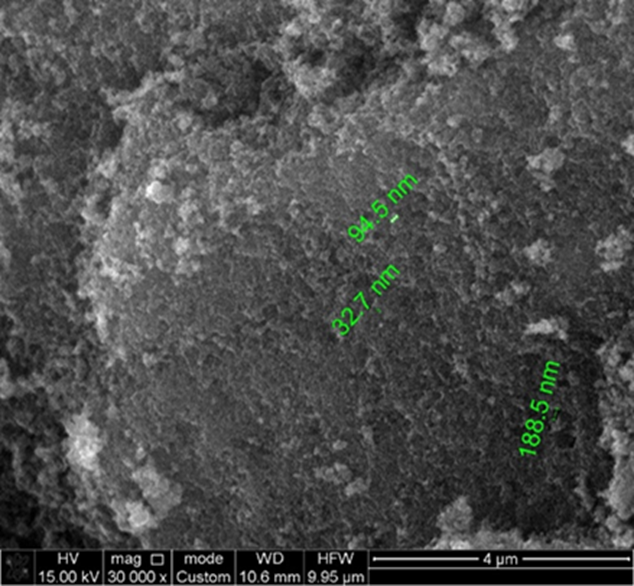 94.5 nm
32.7 nm
188.5 nm
HV mag □ mode WD HFW 4 µm
15.00 kV 30 000 x Custom 10.6 mm 9.95 µm